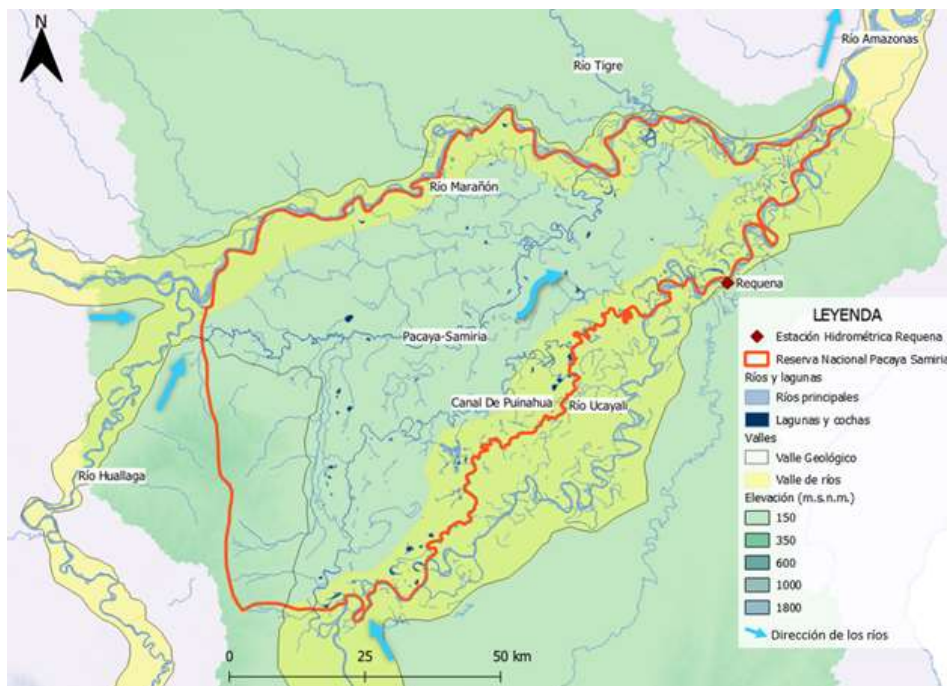 N
Río Amazonas
Río Tigre
Río Marañón
Requena
Pacaya-Samiria
Canal De Puinahua
Río Ucayali
Río Huallaga
0 25 50 km
LEYENDA
Estación Hidrométrica Requena
Reserva Nacional Pacaya Samiria
Ríos y lagunas
Ríos principales
Lagunas y cochas
Valles
Valle Geológico
Valle de ríos
Elevación (m.s.n.m.)
150
350
600
1000
1800
Dirección de los ríos